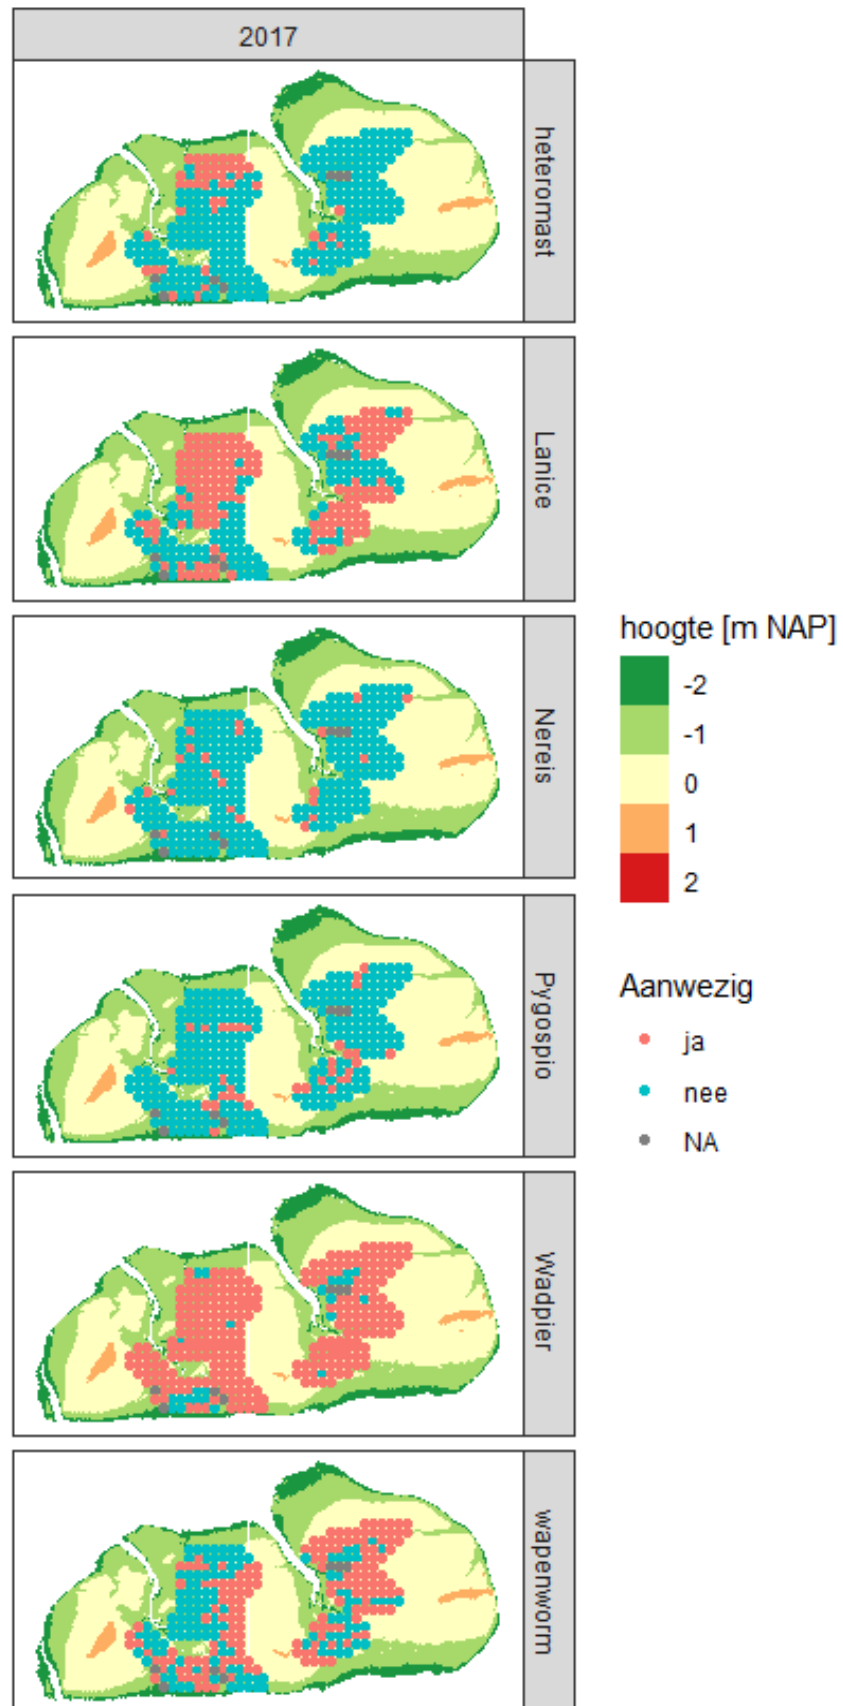 2017
heteromast
Lanice
Nereis
Pygospio
Wadpier
wapenworm
hoogte [m NAP]
-2
-1
0
1
2
Aanwezig
ja
nee
NA